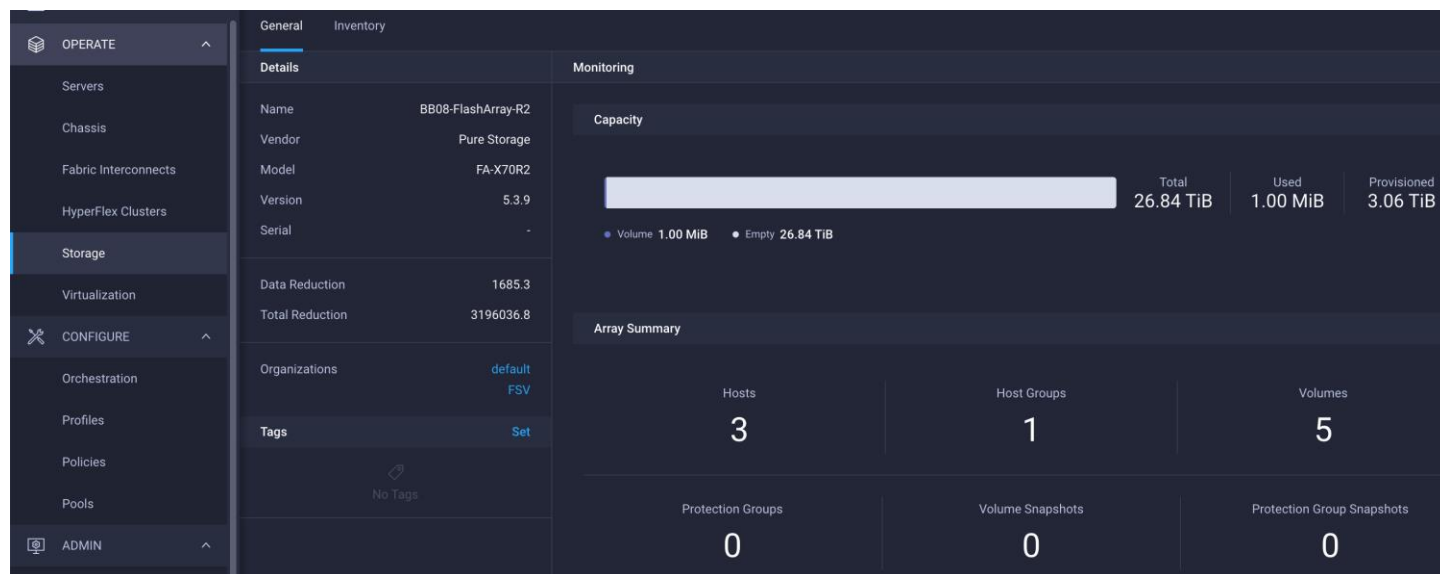 OPERATE
Servers
Chassis
Fabric Interconnects
HyperFlex Clusters
Storage
Virtualization
CONFIGURE
Orchestration
Profiles
Policies
Pools
ADMIN
General Inventory
Details
Name BB08-FlashArray-R2
Vendor Pure Storage
Model FA-X70R2
Version 5.3.9
Serial -
Data Reduction 1685.3
Total Reduction 3196036.8
Organizations default
FSV
Tags Set
No Tags
Monitoring
Capacity
Total Used Provisioned
26.84 TiB 1.00 MiB 3.06 TiB
Volume 1.00 MiB Empty 26.84 TiB
Array Summary
Hosts Host Groups Volumes
3 1 5
Protection Groups Volume Snapshots Protection Group Snapshots
0 0 0